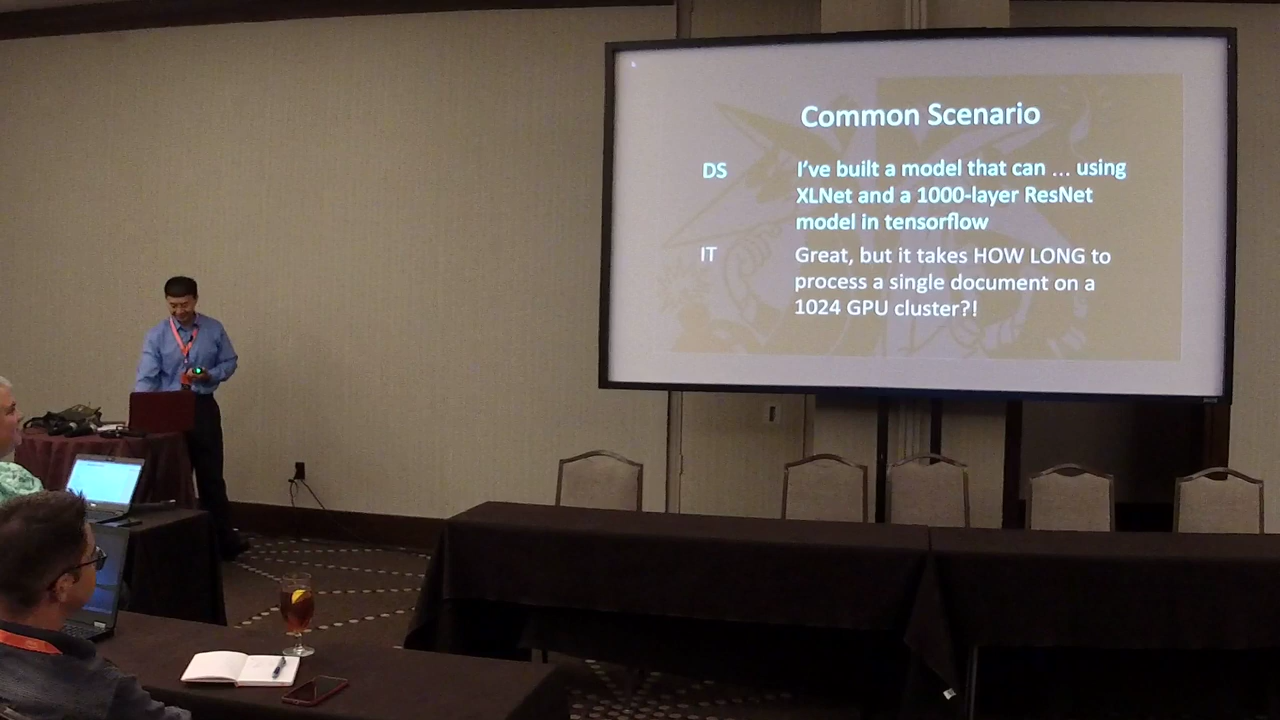 Common Scenario
DS I've built a model that can ... using
XLNet and a 1000-layer ResNet
model in tensorflow
IT Great, but it takes HOW LONG to
process a single document on a
1024 GPU cluster?!